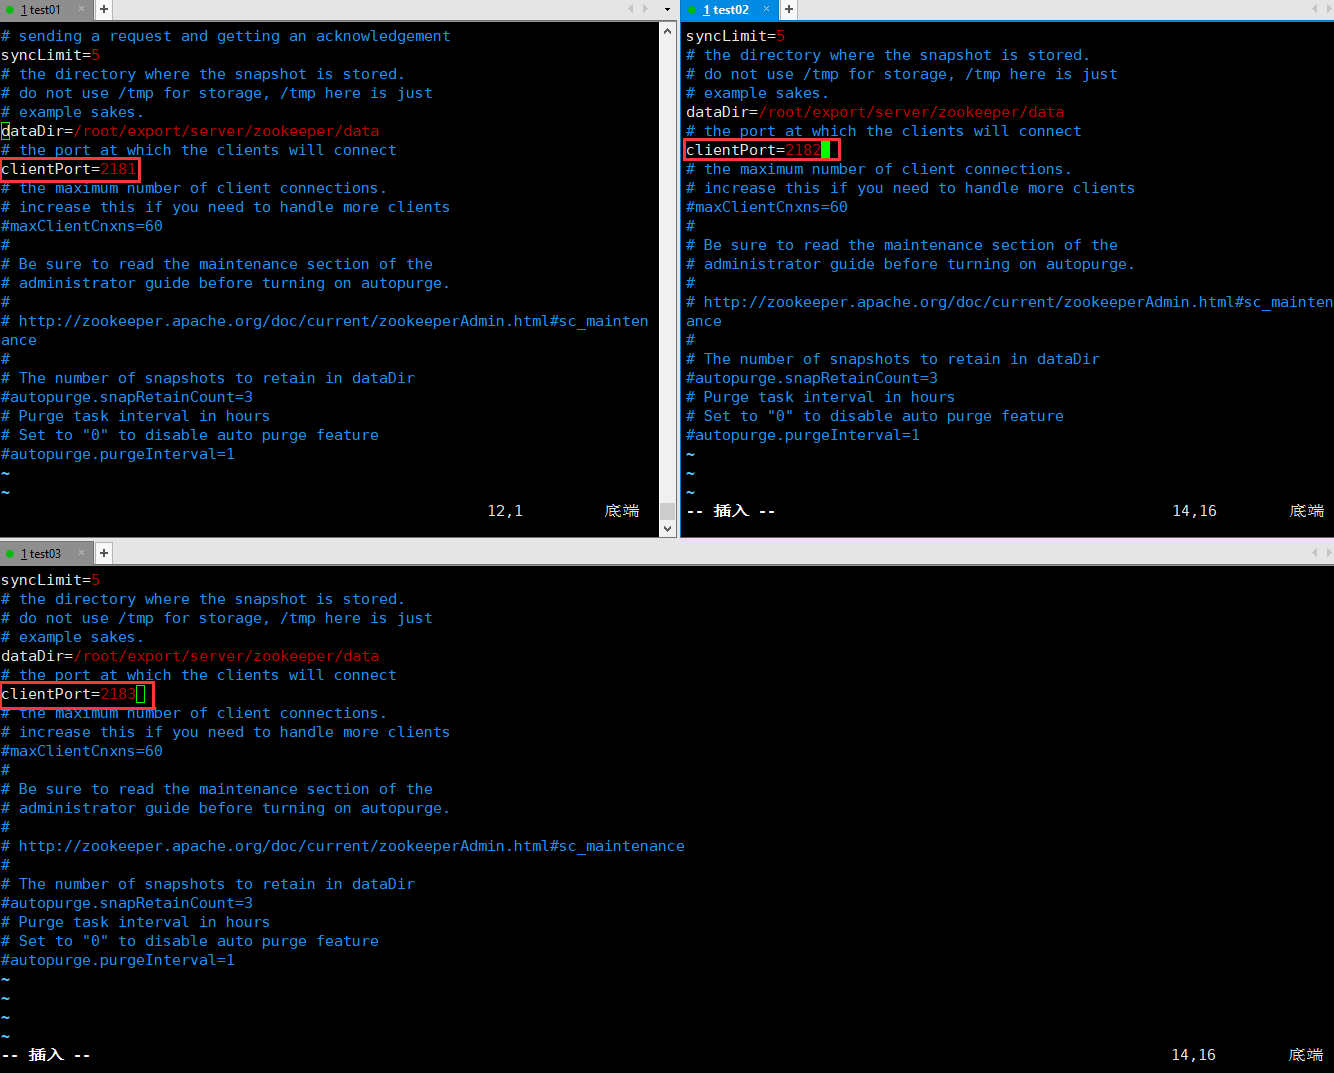 1 test01
# sending a request and getting an acknowledgement
syncLimit=5
# the directory where the snapshot is stored.
# do not use /tmp for storage, /tmp here is just
# example sakes.
dataDir=/root/export/server/zookeeper/data
# the port at which the clients will connect
clientPort=2181
# the maximum number of client connections.
# increase this if you need to handle more clients
#maxClientCnxns=60
#
# Be sure to read the maintenance section of the
# administrator guide before turning on autopurge.
#
# http://zookeeper.apache.org/doc/current/zookeeperAdmin.html#sc_mainten
ance
#
# The number of snapshots to retain in dataDir
#autopurge.snapRetainCount=3
# Purge task interval in hours
# Set to "0" to disable auto purge feature
#autopurge.purgeInterval=1
~
~
12,1 底端
1 test02
syncLimit=5
# the directory where the snapshot is stored.
# do not use /tmp for storage, /tmp here is just
# example sakes.
dataDir=/root/export/server/zookeeper/data
# the port at which the clients will connect
clientPort=2182
# the maximum number of client connections.
# increase this if you need to handle more clients
#maxClientCnxns=60
#
# Be sure to read the maintenance section of the
# administrator guide before turning on autopurge.
#
# http://zookeeper.apache.org/doc/current/zookeeperAdmin.html#sc_mainten
ance
#
# The number of snapshots to retain in dataDir
#autopurge.snapRetainCount=3
# Purge task interval in hours
# Set to "0" to disable auto purge feature
#autopurge.purgeInterval=1
~
~
~
-- 插入 -- 14,16 底端
1 test03
syncLimit=5
# the directory where the snapshot is stored.
# do not use /tmp for storage, /tmp here is just
# example sakes.
dataDir=/root/export/server/zookeeper/data
# the port at which the clients will connect
clientPort=2183
# the maximum number of client connections.
# increase this if you need to handle more clients
#maxClientCnxns=60
#
# Be sure to read the maintenance section of the
# administrator guide before turning on autopurge.
#
# http://zookeeper.apache.org/doc/current/zookeeperAdmin.html#sc_maintenance
#
# The number of snapshots to retain in dataDir
#autopurge.snapRetainCount=3
# Purge task interval in hours
# Set to "0" to disable auto purge feature
#autopurge.purgeInterval=1
~
~
~
~
-- 插入 -- 14,16 底端